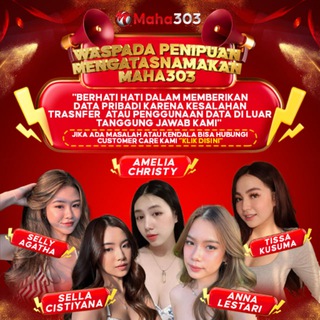 Maha303
WASPADA PENIPUAN
MENGATASNAMAKAN
MAHA303
"BERHATI HATI DALAM MEMBERIKAN
DATA PRIBADI KARENA KESALAHAN
TRASNFER ATAU PENGGUNAAN DATA DI LUAR
TANGGUNG JAWAB KAMI"
JIKA ADA MASALAH ATAU KENDALA BISA HUBUNGI
CUSTOMER CARE KAMI "KLIK DISINI"
AMELIA
CHRISTY
SELLY
AGATHA
TISSA
KUSUMA
SELLA
CISTIYANA
ANNA
LESTARI